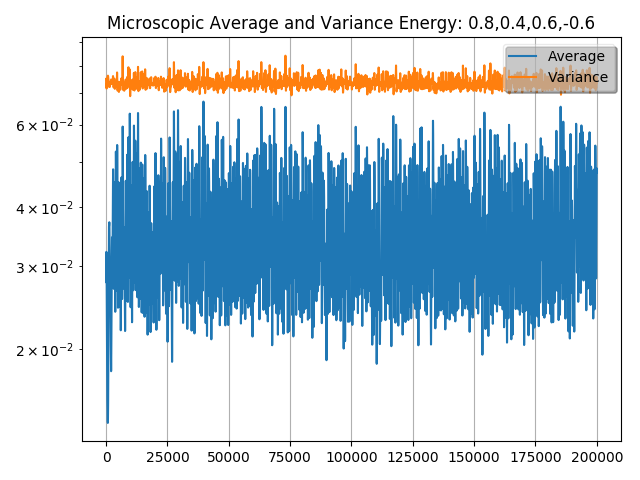 Microscopic Average and Variance Energy: 0.8,0.4,0.6,-0.6
Average
Variance
6 × 10⁻²
4 × 10⁻²
3 × 10⁻²
2 × 10⁻²
0 25000 50000 75000 100000 125000 150000 175000 200000